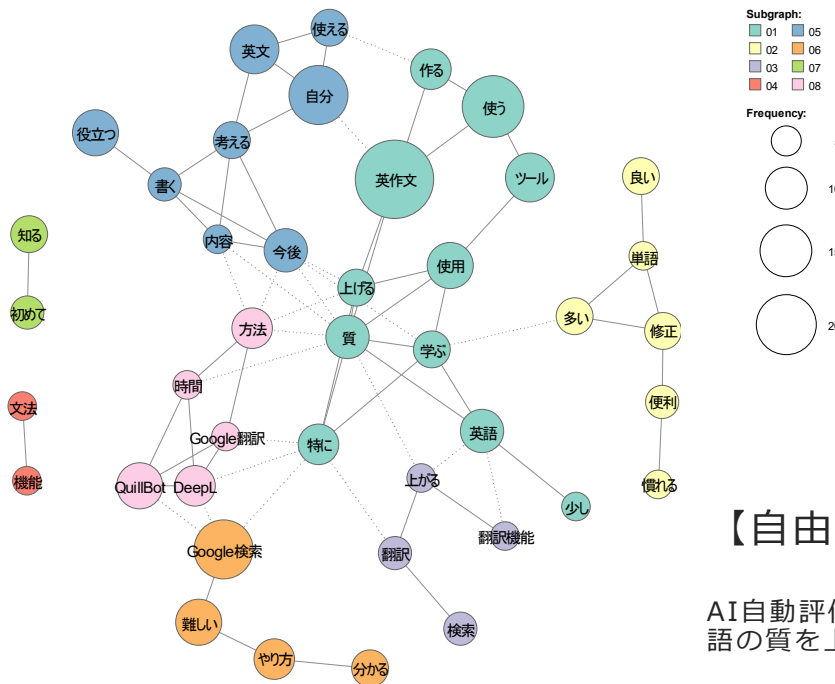 Subgraph:
01 05
02 06
03 07
04 08
Frequency:
使える
英文
作る
自分
使う
役立つ
考える
英作文
ツール
良い
書く
知る
内容
今後
単語
使用
上げる
初めて
多い
方法
質
学ぶ
修正
時間
便利
文法
Google翻訳
特に
英語
機能
QuillBot
DeepL
上がる
慣れる
少し
翻訳機能
Google検索
翻訳
【自由
難しい
検索
AI自動評価
語の質を上
やり方
分かる